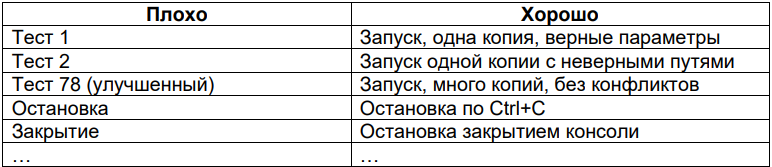 Плохо Хорошо
Тест 1 Запуск, одна копия, верные параметры
Тест 2 Запуск одной копии с неверными путями
Тест 78 (улучшенный) Запуск, много копий, без конфликтов
Остановка Остановка по Ctrl+C
Закрытие Остановка закрытием консоли
… …